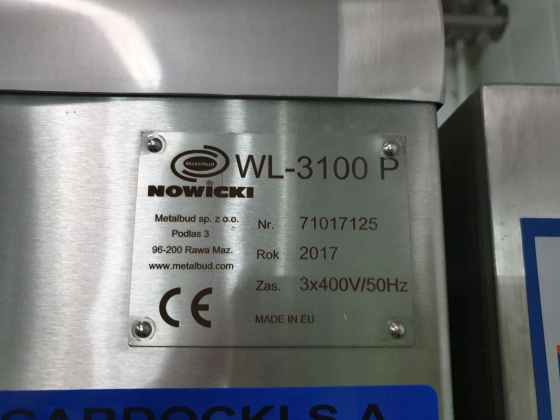 Metalbud
NOWICKI
®
WL-3100 P
Metalbud sp. z o.o.
Podlas 3
96-200 Rawa Maz.
www.metalbud.com
Nr. 71017125
Rok 2017
Zas. 3x400V/50Hz
CE
MADE IN EU
GARDOCKI S.A.